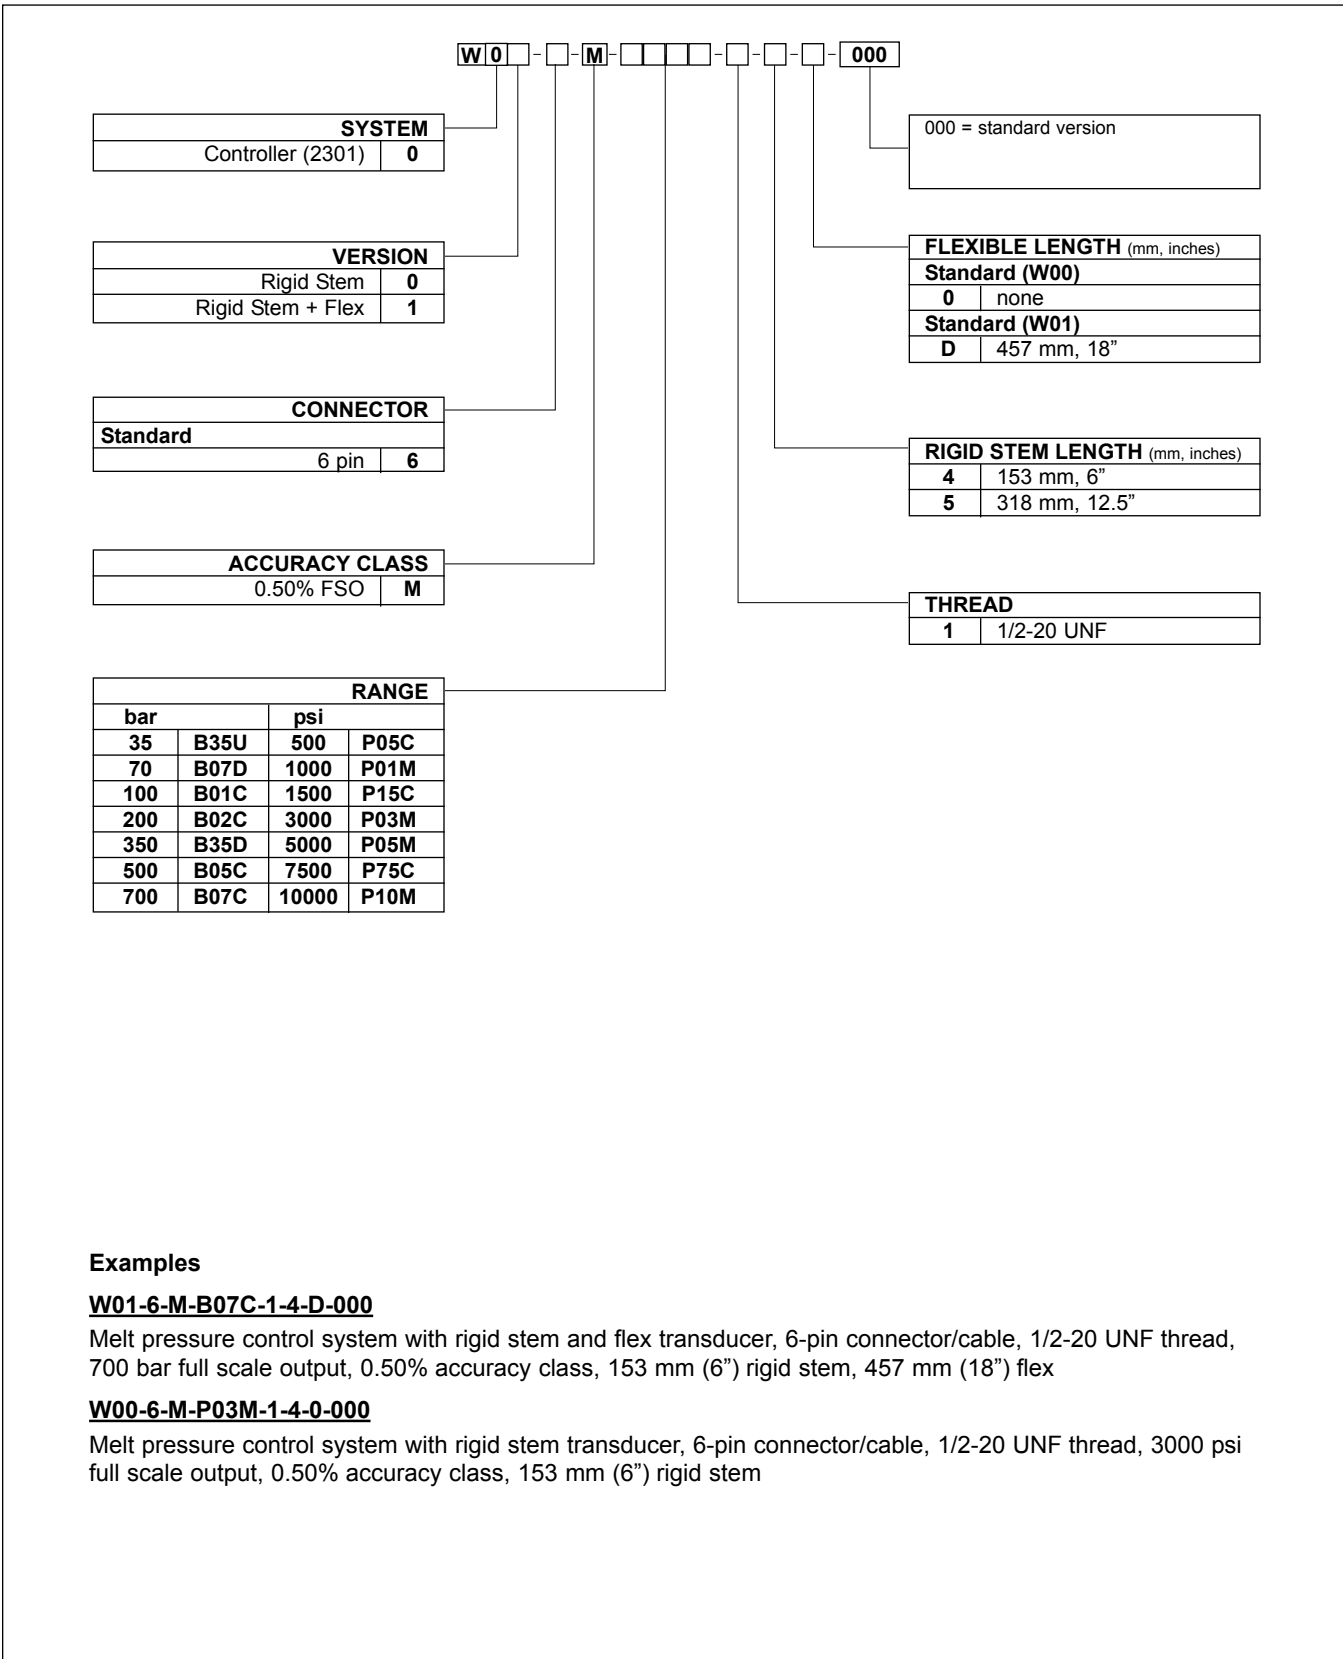 W 0 - - M - - - - - 000
SYSTEM
Controller (2301) 0
VERSION
Rigid Stem 0
Rigid Stem + Flex 1
CONNECTOR
Standard
6 pin 6
ACCURACY CLASS
0.50% FSO M
RANGE
bar psi
35 B35U 500 P05C
70 B07D 1000 P01M
100 B01C 1500 P15C
200 B02C 3000 P03M
350 B35D 5000 P05M
500 B05C 7500 P75C
700 B07C 10000 P10M
000 = standard version
FLEXIBLE LENGTH (mm, inches)
Standard (W00)
0 none
Standard (W01)
D 457 mm, 18”
RIGID STEM LENGTH (mm, inches)
4 153 mm, 6”
5 318 mm, 12.5”
THREAD
1 1/2-20 UNF
Examples
W01-6-M-B07C-1-4-D-000
Melt pressure control system with rigid stem and flex transducer, 6-pin connector/cable, 1/2-20 UNF thread,
700 bar full scale output, 0.50% accuracy class, 153 mm (6”) rigid stem, 457 mm (18”) flex
W00-6-M-P03M-1-4-0-000
Melt pressure control system with rigid stem transducer, 6-pin connector/cable, 1/2-20 UNF thread, 3000 psi
full scale output, 0.50% accuracy class, 153 mm (6”) rigid stem